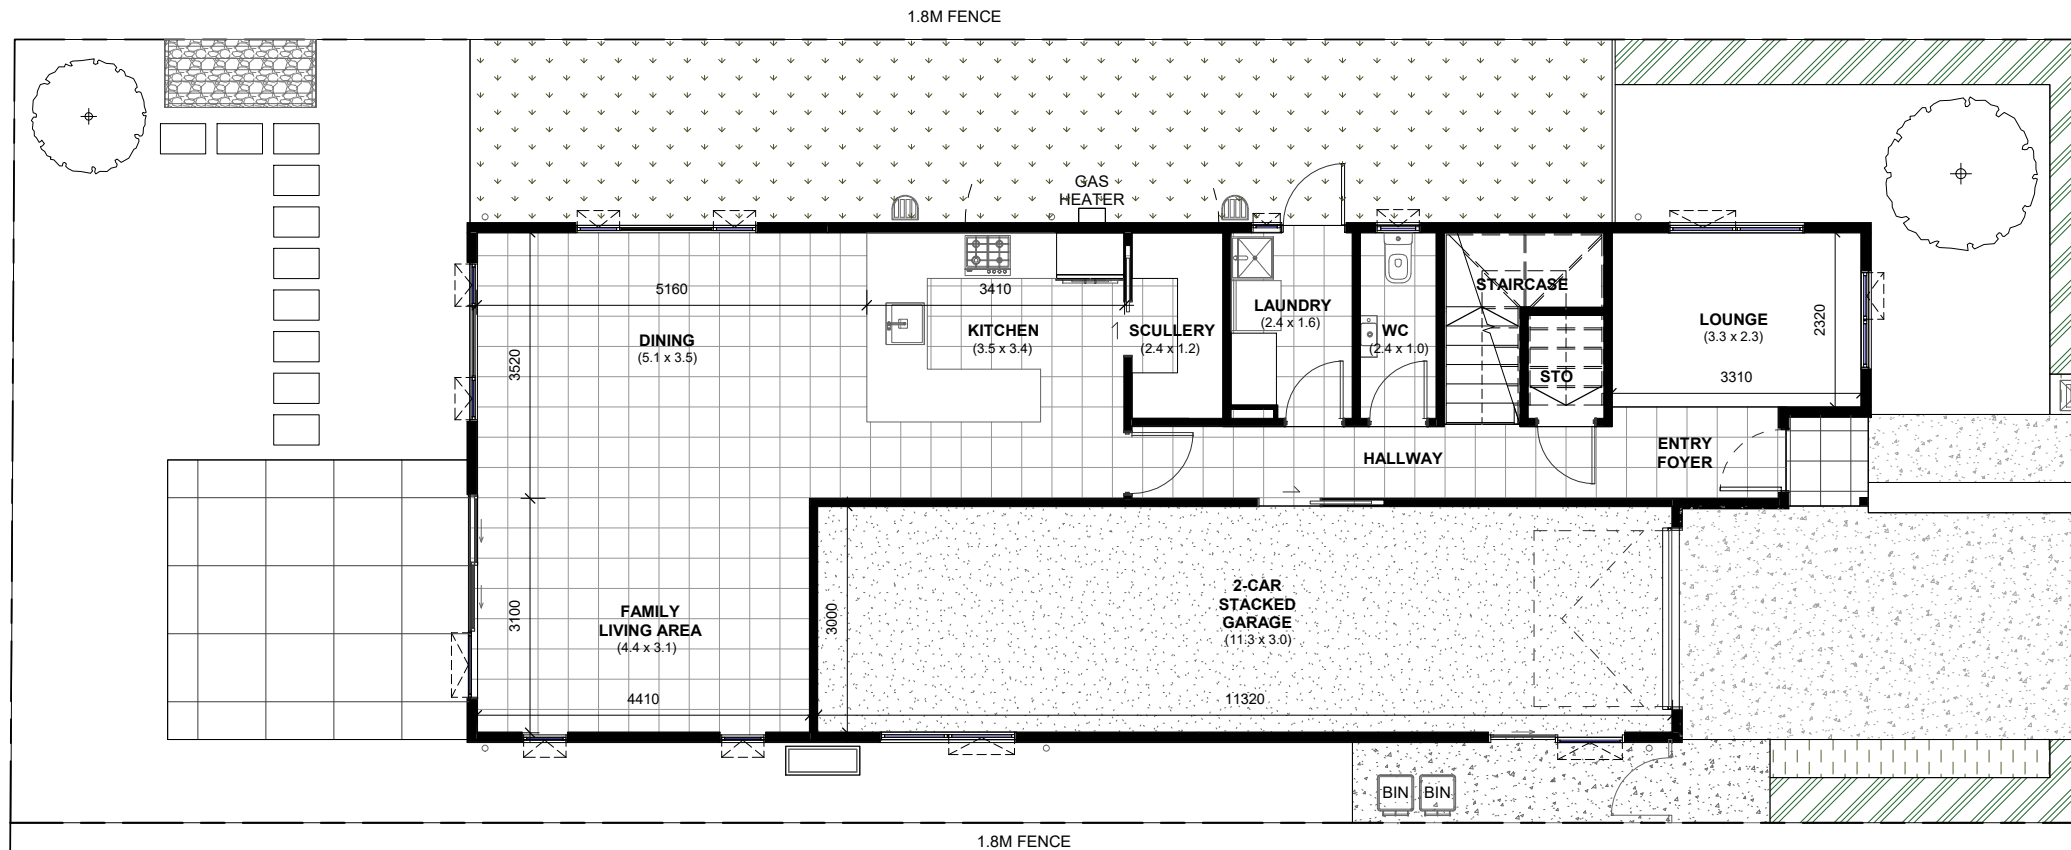 1.8M FENCE
GAS
HEATER
5160
3410
DINING
(5.1 x 3.5)
3520
KITCHEN
(3.5 x 3.4)
SCULLERY
(2.4 x 1.2)
LAUNDRY
(2.4 x 1.6)
WC
(2.4 x 1.0)
STAIRCASE
STO
LOUNGE
(3.3 x 2.3)
2320
3310
HALLWAY
ENTRY
FOYER
FAMILY
LIVING AREA
(4.4 x 3.1)
3100
4410
3000
2-CAR
STACKED
GARAGE
(11.3 x 3.0)
11320
BIN
BIN
1.8M FENCE